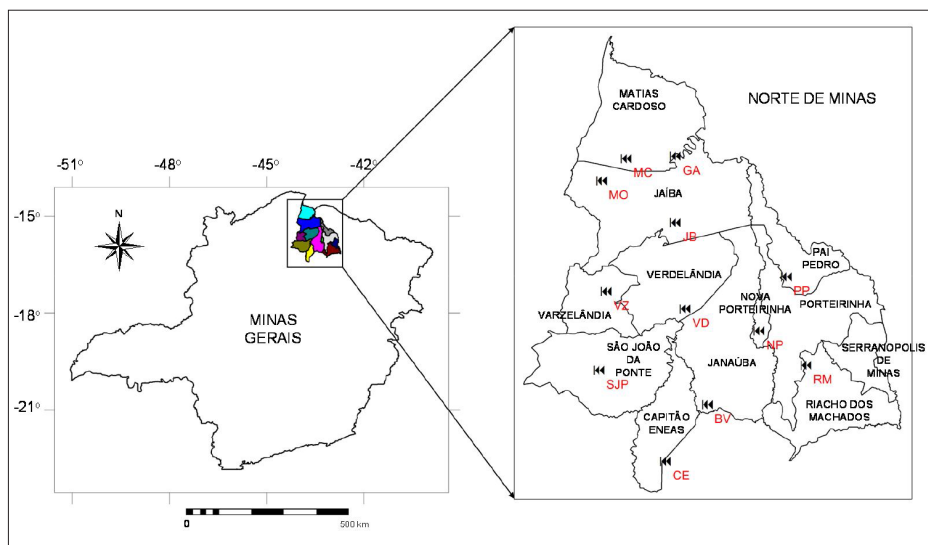 -51°
-48°
-45°
-42°
-15°
-18°
-21°
N
MINAS
GERAIS
0
500 km
NORTE DE MINAS
MATIAS
CARDOSO
MC
GA
MO
JAÍBA
JB
VERDELÂNDIA
PAI
PEDRO
PP
VZ
VARZELÂNDIA
VD
NOVA
PORTEIRINHA
PORTEIRINHA
NP
SÃO JOÃO
DA
PONTE
SJP
JANAÚBA
SERRANOPOLIS
DE
MINAS
RM
RIACHO DOS
MACHADOS
CAPITÃO
ENEAS
BV
CE